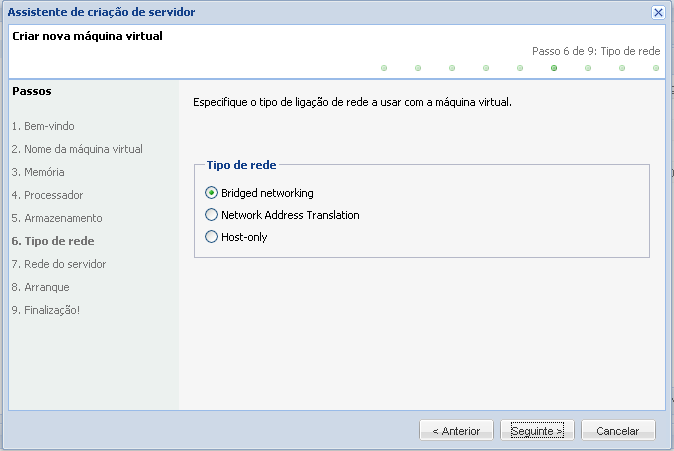 Assistente de criação de servidor
Criar nova máquina virtual
Passo 6 de 9: Tipo de rede
Passos
1. Bem-vindo
2. Nome da máquina virtual
3. Memória
4. Processador
5. Armazenamento
6. Tipo de rede
7. Rede do servidor
8. Arranque
9. Finalização!
Especifique o tipo de ligação de rede a usar com a máquina virtual.
Tipo de rede
Bridged networking
Network Address Translation
Host-only
< Anterior
Seguinte >
Cancelar